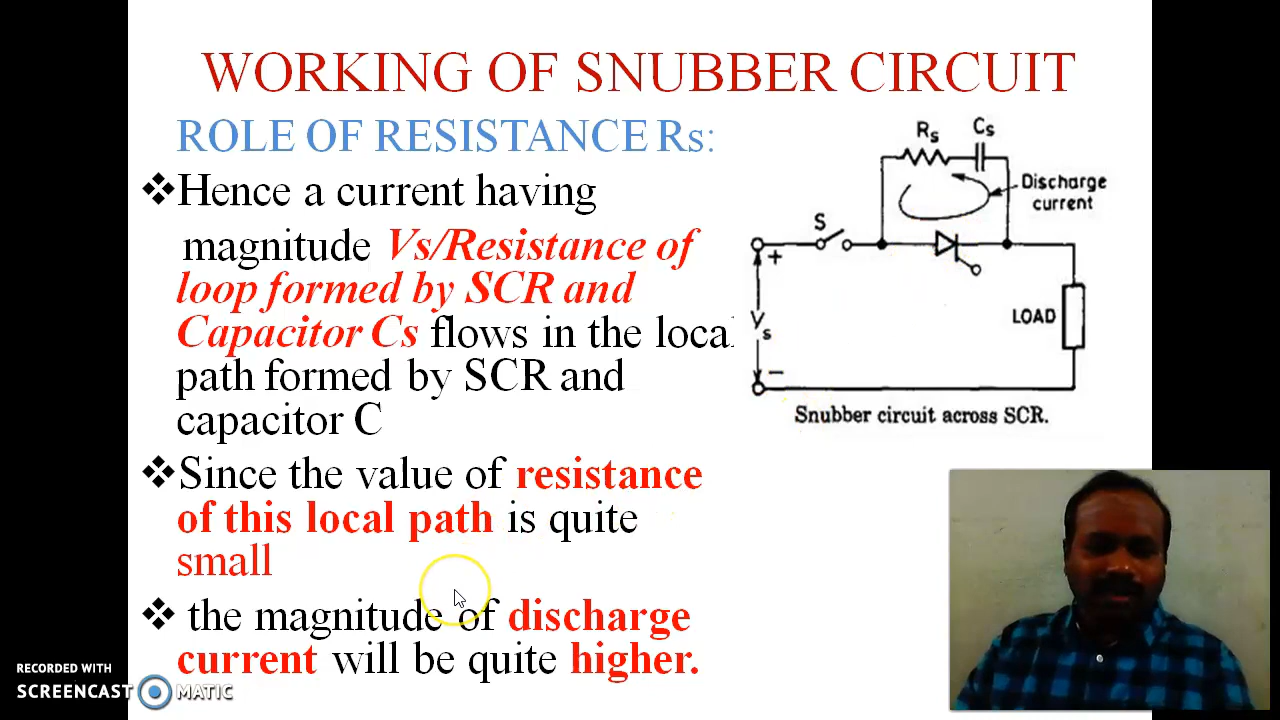 WORKING OF SNUBBER CIRCUIT
ROLE OF RESISTANCE Rs:
❖Hence a current having
magnitude Vs/Resistance of
loop formed by SCR and
Capacitor Cs flows in the local
path formed by SCR and
capacitor C
❖Since the value of resistance
of this local path is quite
small
❖ the magnitude of discharge
current will be quite higher.
Rs Cs
Discharge
current
S
+
Vs
LOAD
−
Snubber circuit across SCR.
RECORDED WITH
SCREENCAST MATIC